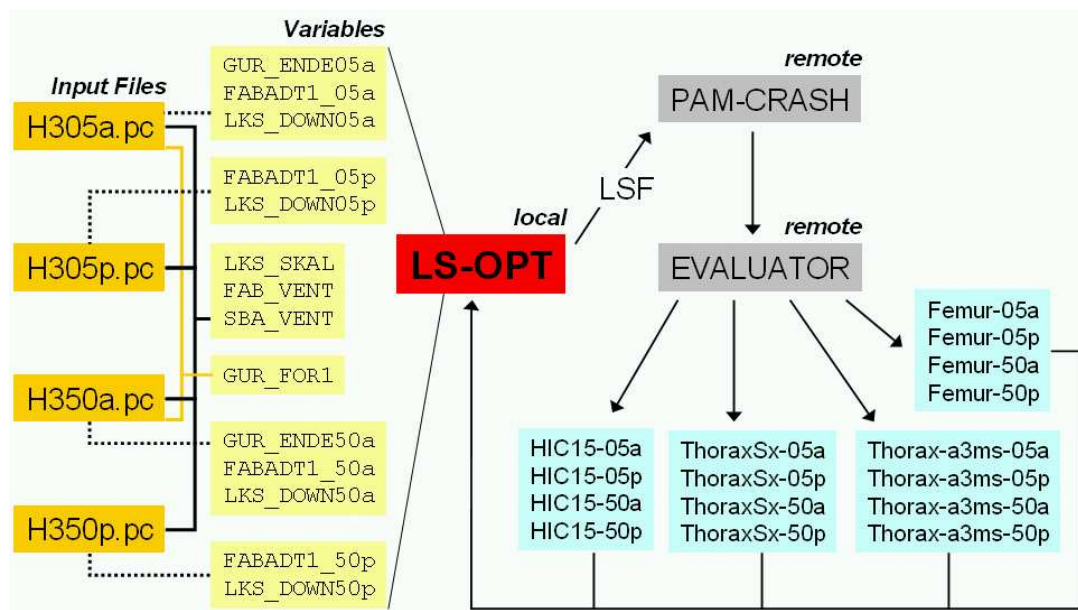 Variables
Input Files
H305a.pc
H305p.pc
H350a.pc
H350p.pc
GUR_ENDE05a
FABADT1_05a
LKS_DOWN05a
FABADT1_05p
LKS_DOWN05p
LKS_SKAL
FAB_VENT
SBA_VENT
GUR_FOR1
GUR_ENDE50a
FABADT1_50a
LKS_DOWN50a
FABADT1_50p
LKS_DOWN50p
local
LS-OPT
LSF
remote
PAM-CRASH
remote
EVALUATOR
Femur-05a
Femur-05p
Femur-50a
Femur-50p
HIC15-05a
HIC15-05p
HIC15-50a
HIC15-50p
ThoraxSx-05a
ThoraxSx-05p
ThoraxSx-50a
ThoraxSx-50p
Thorax-a3ms-05a
Thorax-a3ms-05p
Thorax-a3ms-50a
Thorax-a3ms-50p